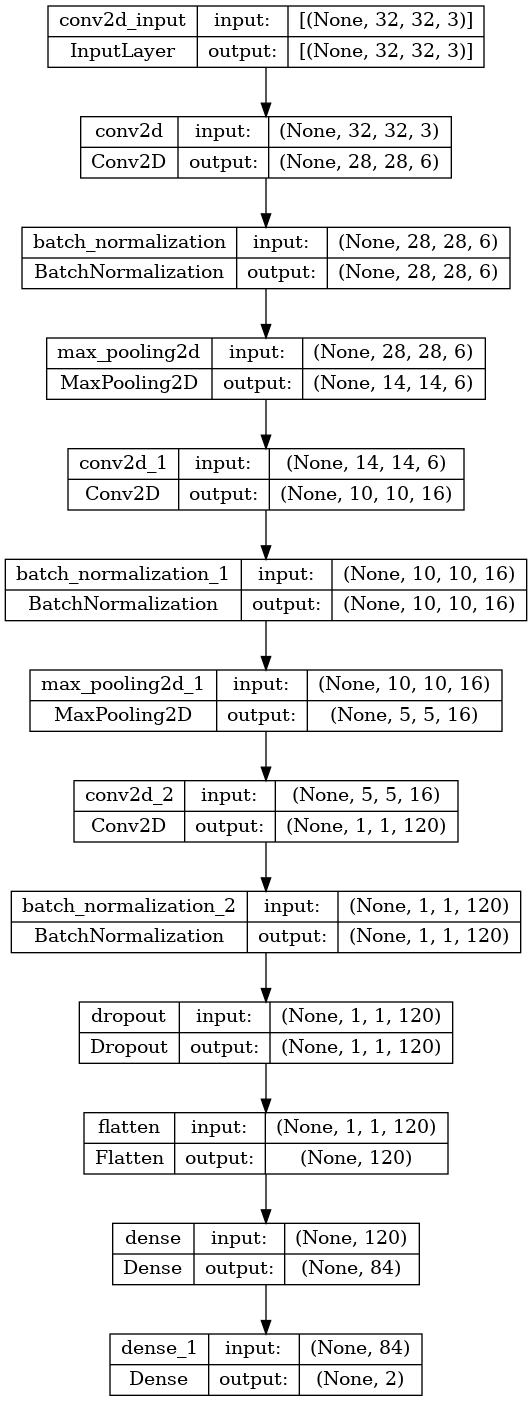 conv2d_input input: [(None, 32, 32, 3)]
InputLayer output: [(None, 32, 32, 3)]
conv2d input: (None, 32, 32, 3)
Conv2D output: (None, 28, 28, 6)
batch_normalization input: (None, 28, 28, 6)
BatchNormalization output: (None, 28, 28, 6)
max_pooling2d input: (None, 28, 28, 6)
MaxPooling2D output: (None, 14, 14, 6)
conv2d_1 input: (None, 14, 14, 6)
Conv2D output: (None, 10, 10, 16)
batch_normalization_1 input: (None, 10, 10, 16)
BatchNormalization output: (None, 10, 10, 16)
max_pooling2d_1 input: (None, 10, 10, 16)
MaxPooling2D output: (None, 5, 5, 16)
conv2d_2 input: (None, 5, 5, 16)
Conv2D output: (None, 1, 1, 120)
batch_normalization_2 input: (None, 1, 1, 120)
BatchNormalization output: (None, 1, 1, 120)
dropout input: (None, 1, 1, 120)
Dropout output: (None, 1, 1, 120)
flatten input: (None, 1, 1, 120)
Flatten output: (None, 120)
dense input: (None, 120)
Dense output: (None, 84)
dense_1 input: (None, 84)
Dense output: (None, 2)